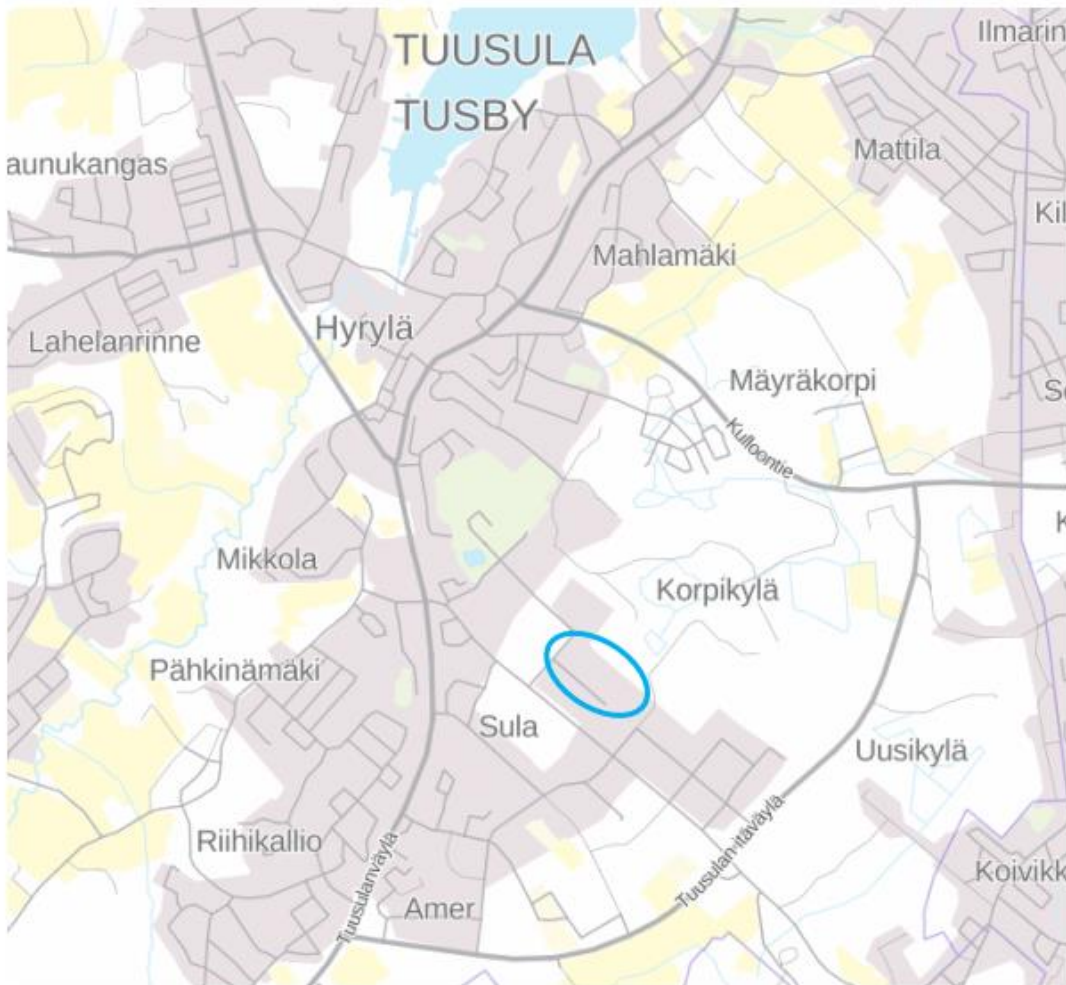 Ilmarin
TUUSULA
TUSBY
aunukangas
Mattila
Kil
Mahlamäki
Lahelanrinne
Hyrylä
Mäyräkorpi
Kulloontie
Mikkola
Korpikylä
Pähkinämäki
Sula
Uusikylä
Riihikallio
Tuusulanväylä
Tuusulan itäväylä
Koivikk
Amer